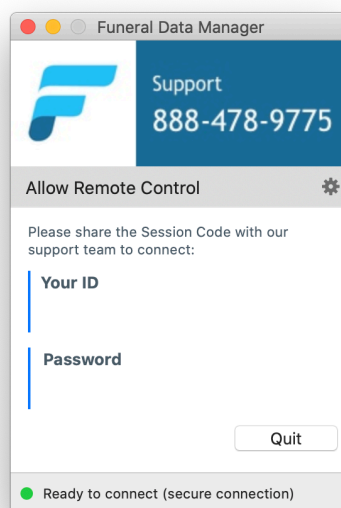 Funeral Data Manager
Support
888-478-9775
Allow Remote Control
Please share the Session Code with our
support team to connect:
Your ID
Password
Quit
Ready to connect (secure connection)